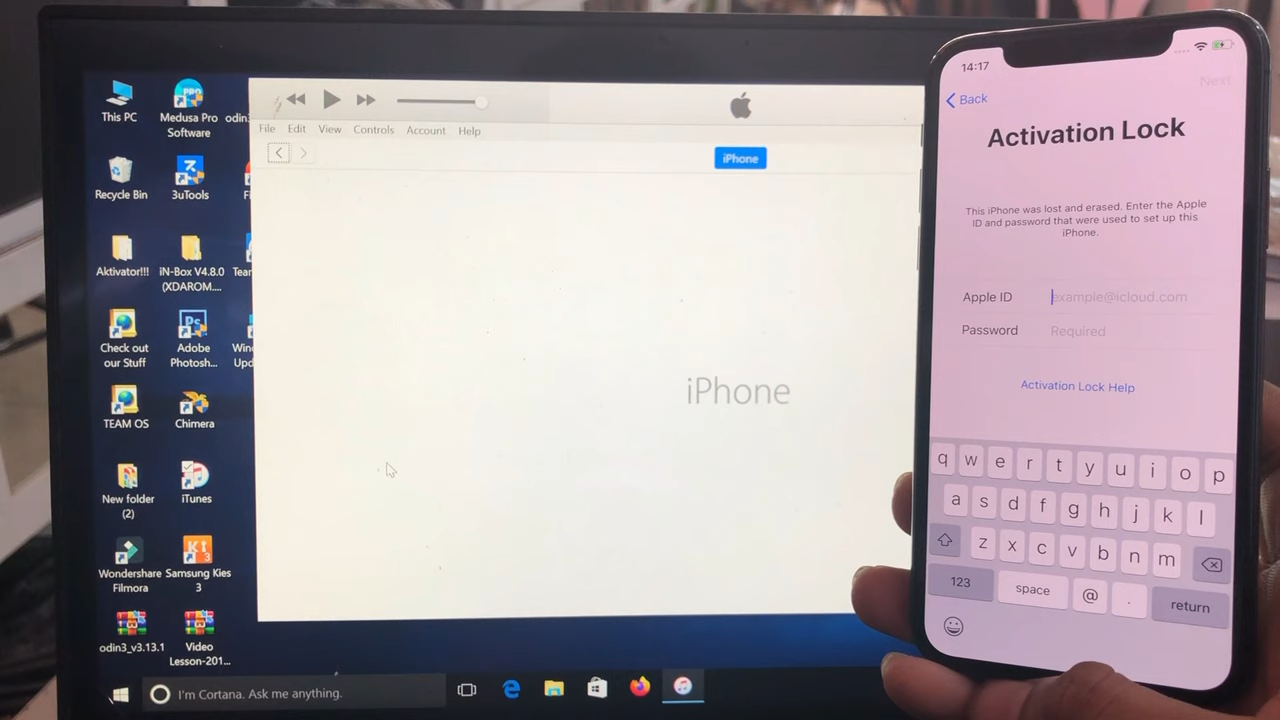 This PC
Medusa Pro
Software
Recycle Bin
3uTools
Aktivator!!!
iN-Box V4.8.0
(XDAROM....
Check out
our Stuff
Adobe
Photosh...
TEAM OS
Chimera
New folder
(2)
iTunes
Wondershare
Filmora
Samsung Kies
3
odin3_v3.13.1
Video
Lesson-201...
I'm Cortana. Ask me anything.
File Edit View Controls Account Help
iPhone
iPhone
14:17
Back
Next
Activation Lock
This iPhone was lost and erased. Enter the Apple
ID and password that were used to set up this
iPhone.
Apple ID example@icloud.com
Password Required
Activation Lock Help
q w e r t y u i o p
a s d f g h j k l
z x c v b n m
123 space @ . return